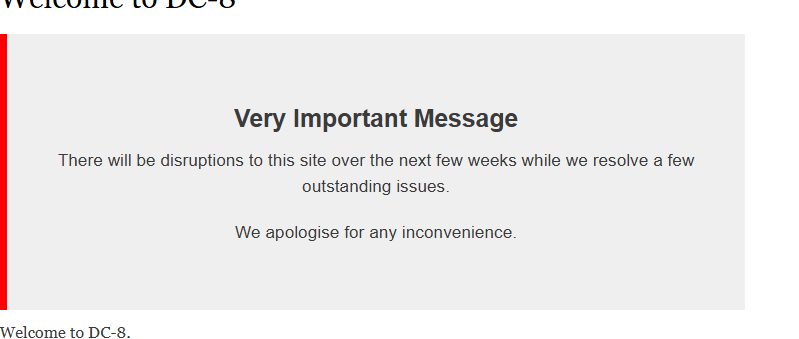 Welcome to DC-8
Very Important Message
There will be disruptions to this site over the next few weeks while we resolve a few
outstanding issues.
We apologise for any inconvenience.
Welcome to DC-8.